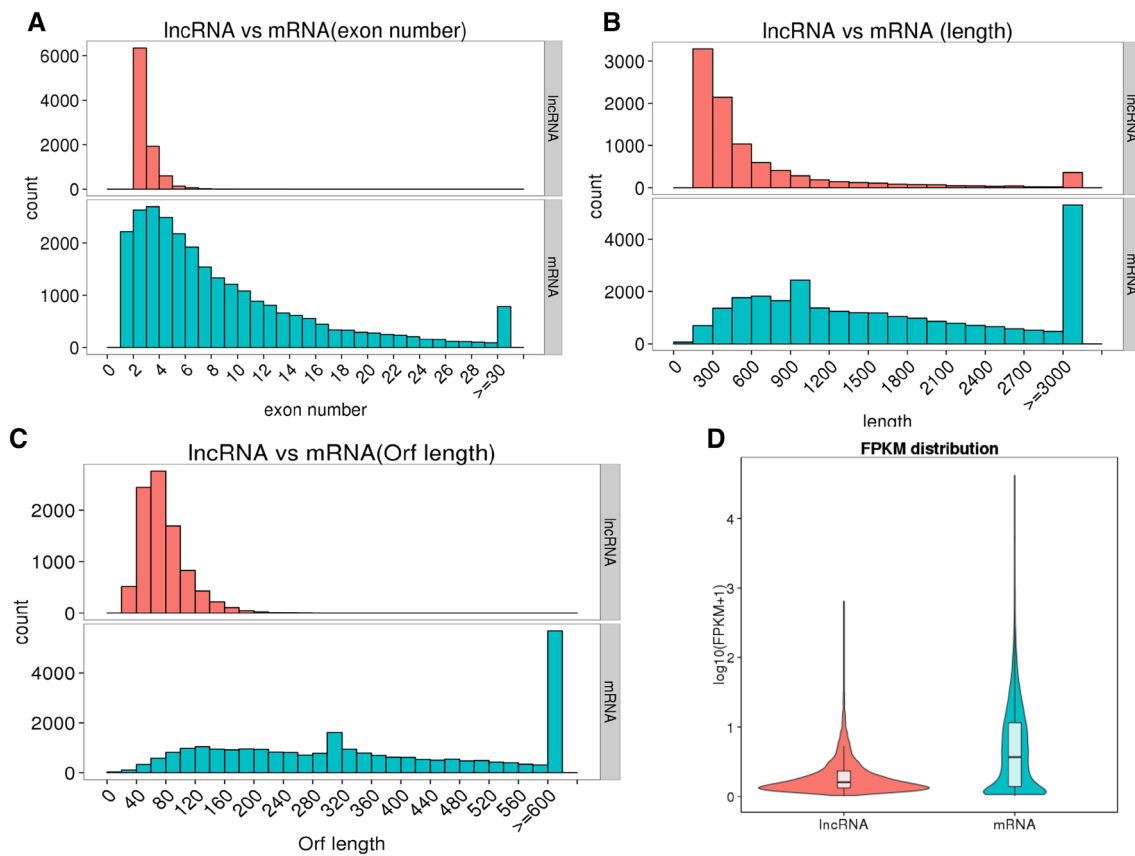 A
lncRNA vs mRNA(exon number)
6000
4000
2000
0
lncRNA
2000
1000
0
mRNA
count
0 2 4 6 8 10 12 14 16 18 20 22 24 26 28 >=30
exon number
B
lncRNA vs mRNA (length)
3000
2000
1000
0
lncRNA
4000
2000
0
mRNA
count
0 300 600 900 1200 1500 1800 2100 2400 2700 >=3000
length
C
lncRNA vs mRNA(Orf length)
2000
1000
0
lncRNA
4000
2000
0
mRNA
count
0 40 80 120 160 200 240 280 320 360 400 440 480 520 560 >=600
Orf length
D
FPKM distribution
4
3
2
1
0
log10(FPKM+1)
lncRNA mRNA